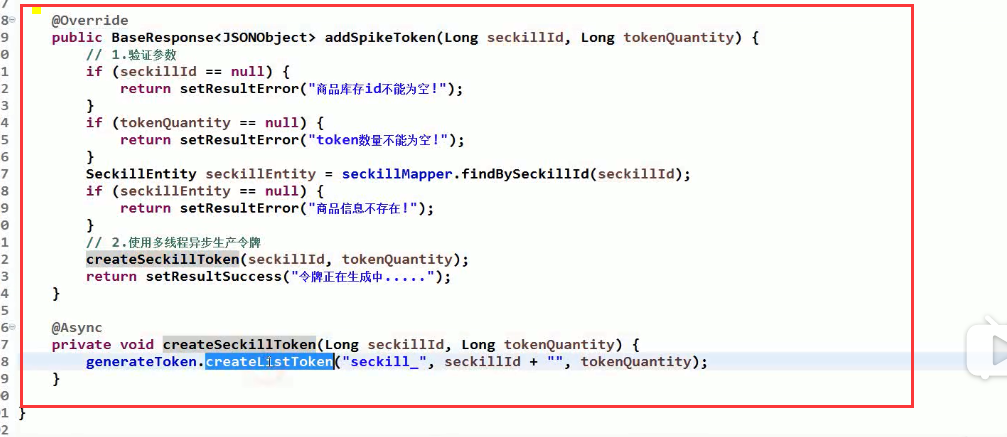 7
8 @Override
9 public BaseResponse<JSONObject> addSpikeToken(Long seckillId, Long tokenQuantity) {
0 // 1.验证参数
1 if (seckillId == null) {
2 return setResultError("商品库存id不能为空!");
3 }
4 if (tokenQuantity == null) {
5 return setResultError("token数量不能为空!");
6 }
7 SeckillEntity seckillEntity = seckillMapper.findBySeckillId(seckillId);
8 if (seckillEntity == null) {
9 return setResultError("商品信息不存在!");
0 }
1 // 2.使用多线程异步生产令牌
2 createSeckillToken(seckillId, tokenQuantity);
3 return setResultSuccess("令牌正在生成中.....");
4 }
5
6 @Async
7 private void createSeckillToken(Long seckillId, Long tokenQuantity) {
8 generateToken.createListToken("seckill_", seckillId + "", tokenQuantity);
9 }
0
1 }
2